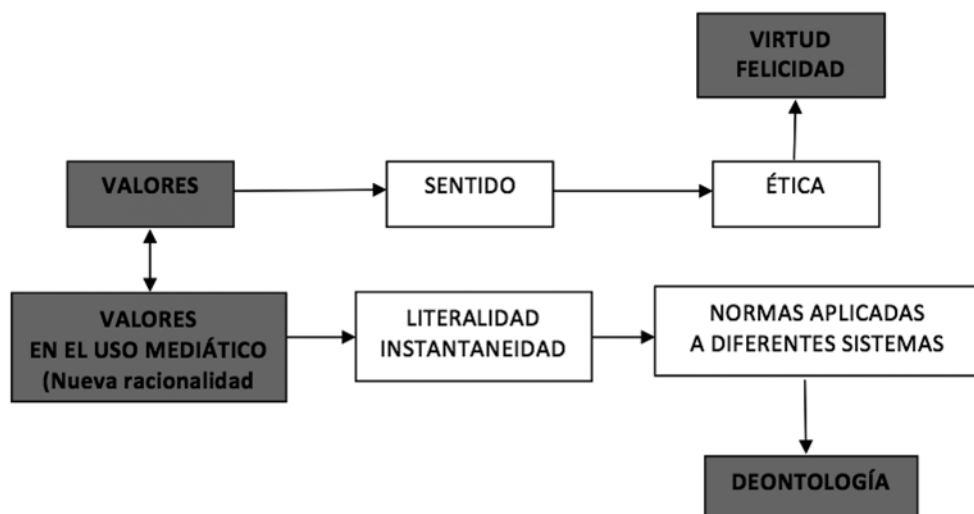 VIRTUD
FELICIDAD
VALORES
SENTIDO
ÉTICA
VALORES
EN EL USO MEDIÁTICO
(Nueva racionalidad
LITERALIDAD
INSTANTANEIDAD
NORMAS APLICADAS
A DIFERENTES SISTEMAS
DEONTOLOGÍA